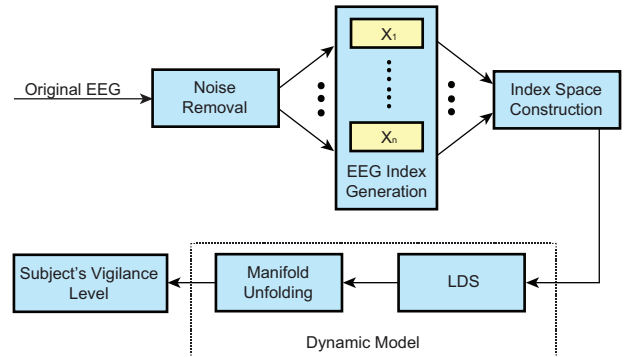 Original EEG
Noise
Removal
X1
Xn
EEG Index
Generation
Index Space
Construction
Subject's Vigilance
Level
Manifold
Unfolding
LDS
Dynamic Model